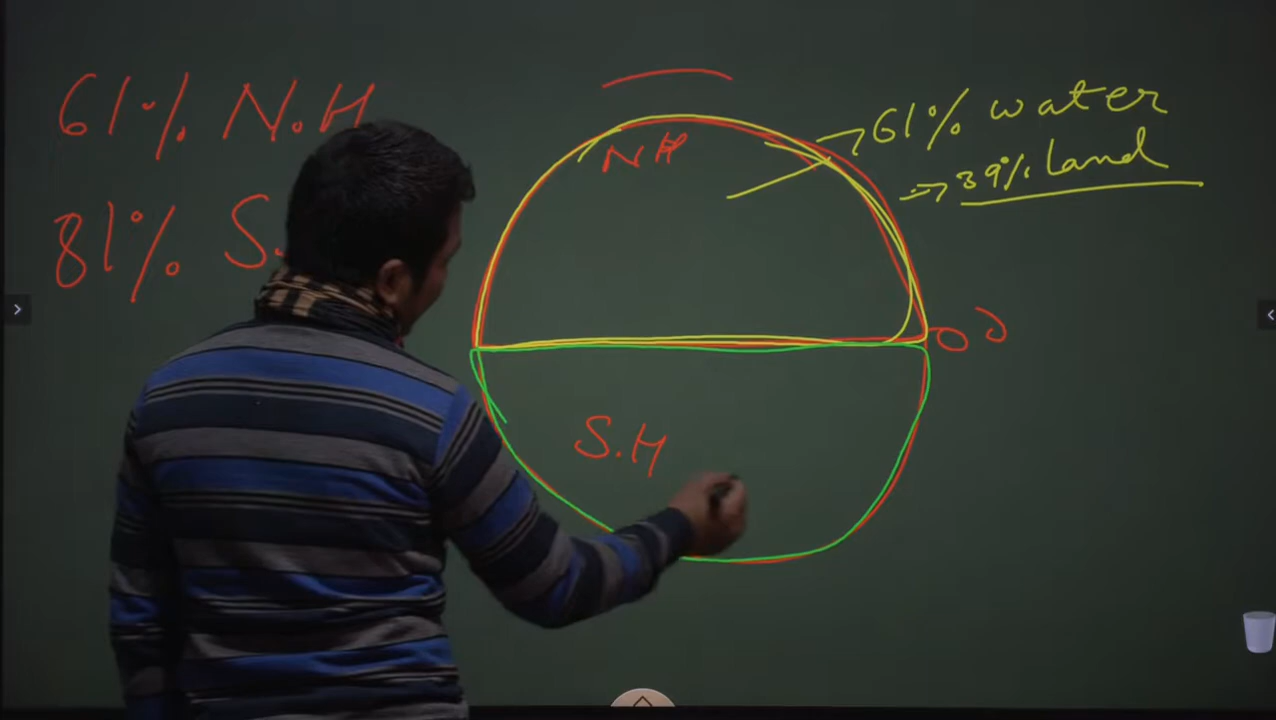 61% N.H
81% S.
NH
→ 61% water
→ 39% land
0°
S.H